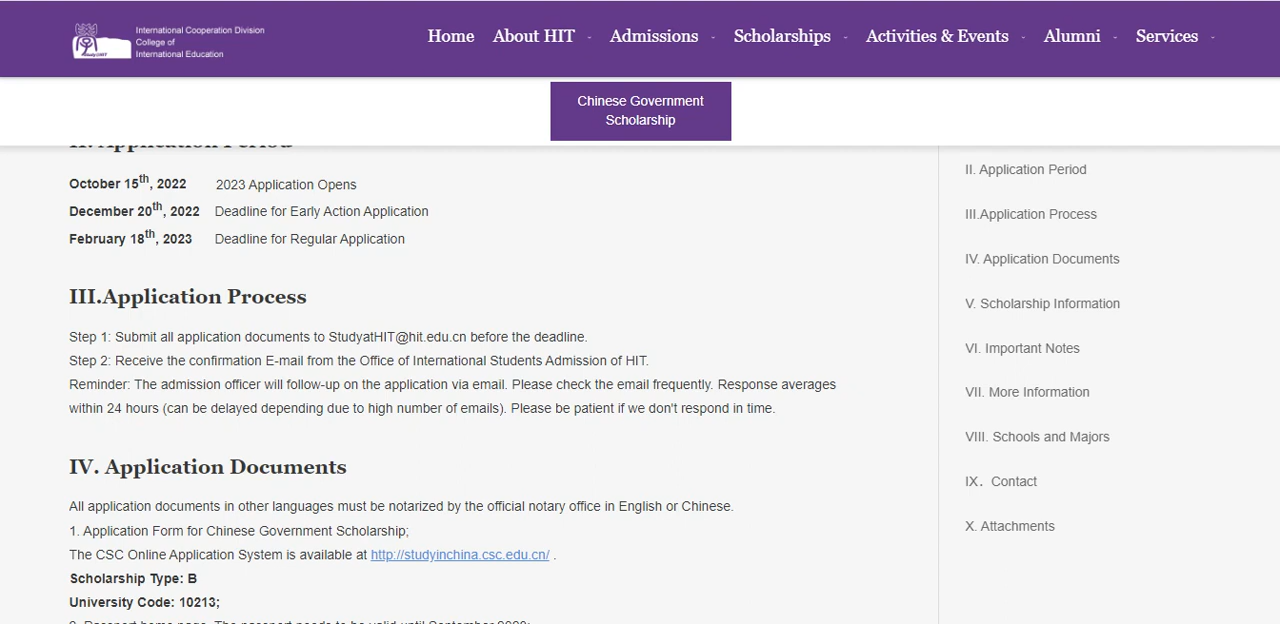 International Cooperation Division
College of
International Education
Home
About HIT
Admissions
Scholarships
Activities & Events
Alumni
Services
Chinese Government
Scholarship
II. Application Period
October 15th, 2022 2023 Application Opens
December 20th, 2022 Deadline for Early Action Application
February 18th, 2023 Deadline for Regular Application
III.Application Process
Step 1: Submit all application documents to StudyatHIT@hit.edu.cn before the deadline.
Step 2: Receive the confirmation E-mail from the Office of International Students Admission of HIT.
Reminder: The admission officer will follow-up on the application via email. Please check the email frequently. Response averages
within 24 hours (can be delayed depending due to high number of emails). Please be patient if we don't respond in time.
IV. Application Documents
All application documents in other languages must be notarized by the official notary office in English or Chinese.
1. Application Form for Chinese Government Scholarship;
The CSC Online Application System is available at http://studyinchina.csc.edu.cn/ .
Scholarship Type: B
University Code: 10213;
II. Application Period
III.Application Process
IV. Application Documents
V. Scholarship Information
VI. Important Notes
VII. More Information
VIII. Schools and Majors
IX. Contact
X. Attachments